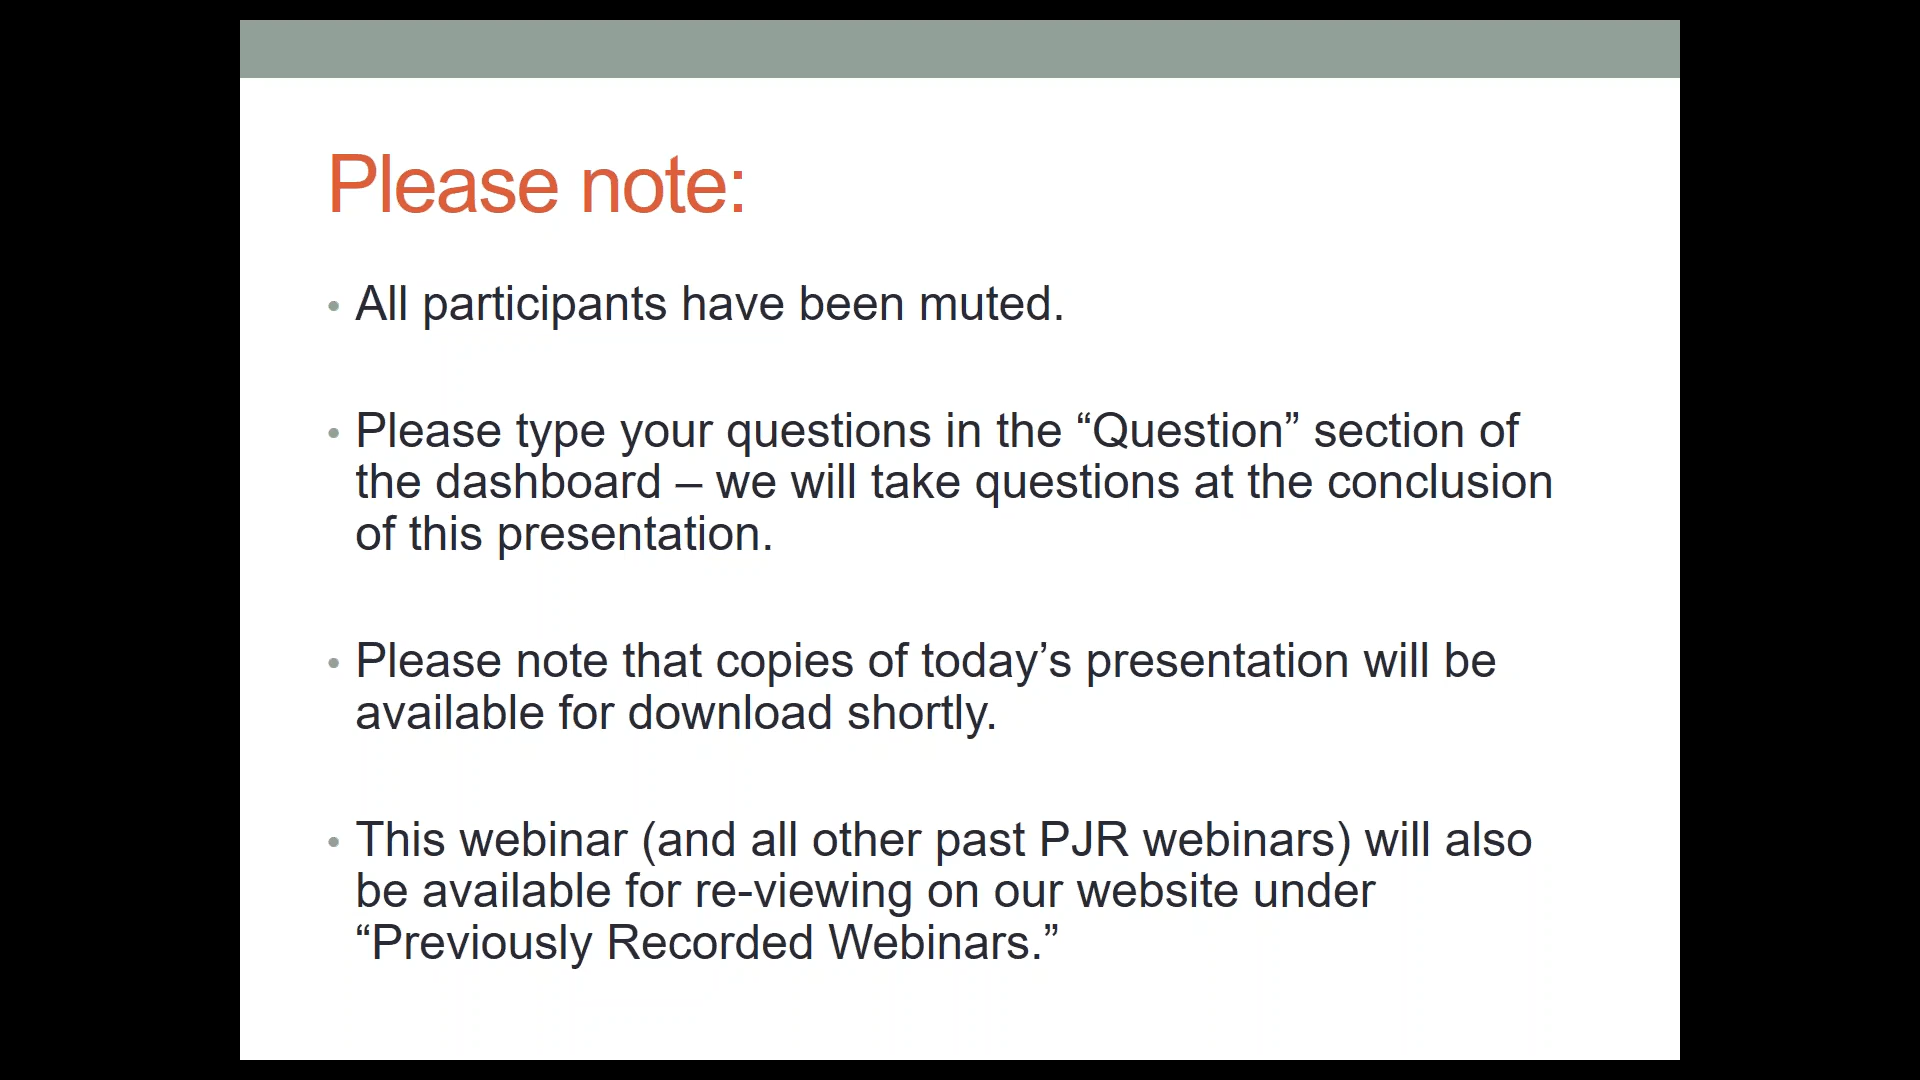 Please note:
• All participants have been muted.
• Please type your questions in the “Question” section of
the dashboard – we will take questions at the conclusion
of this presentation.
• Please note that copies of today’s presentation will be
available for download shortly.
• This webinar (and all other past PJR webinars) will also
be available for re-viewing on our website under
“Previously Recorded Webinars.”